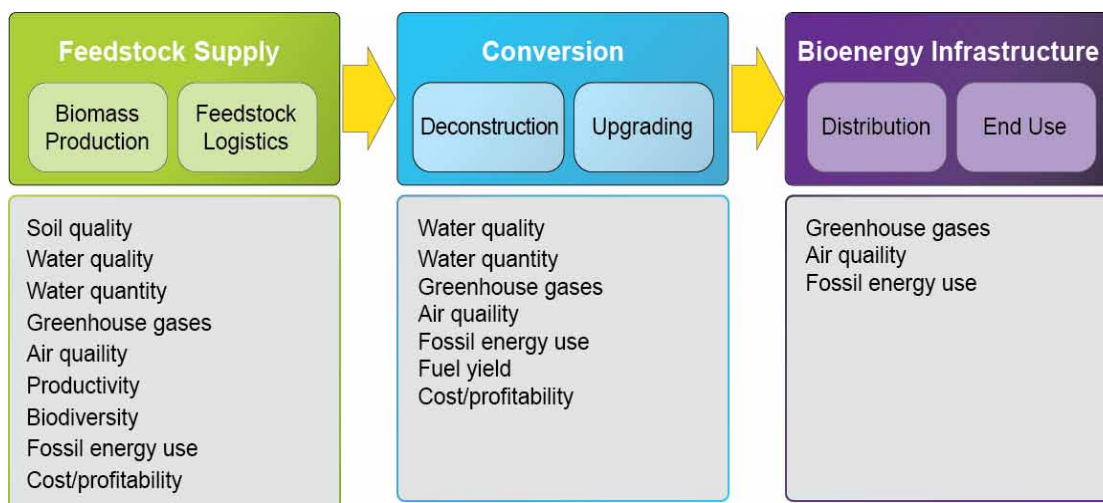 Feedstock Supply
Biomass
Production
Feedstock
Logistics
Conversion
Deconstruction
Upgrading
Bioenergy Infrastructure
Distribution
End Use
Soil quality
Water quality
Water quantity
Greenhouse gases
Air quaility
Productivity
Biodiversity
Fossil energy use
Cost/profitability
Water quality
Water quantity
Greenhouse gases
Air quaility
Fossil energy use
Fuel yield
Cost/profitability
Greenhouse gases
Air quaility
Fossil energy use